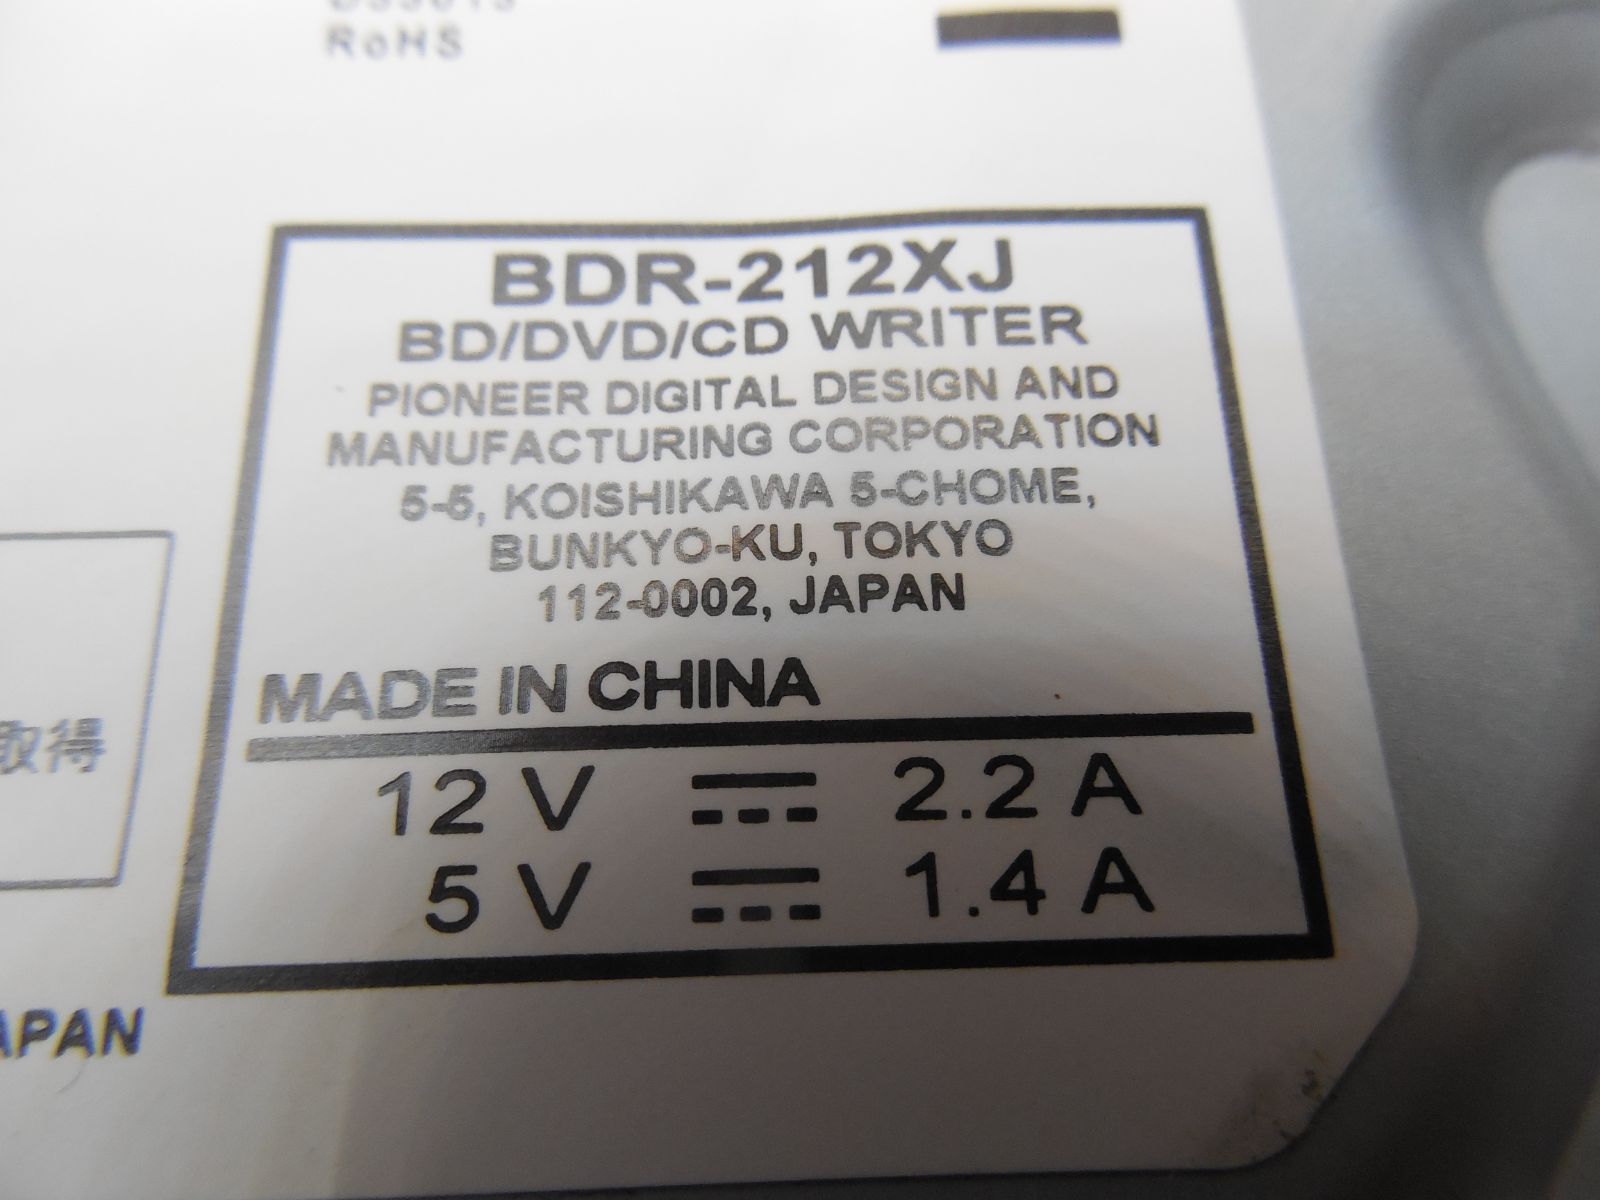 RoHS
BDR-212XJ
BD/DVD/CD WRITER
PIONEER DIGITAL DESIGN AND
MANUFACTURING CORPORATION
5-5, KOISHIKAWA 5-CHOME,
BUNKYO-KU, TOKYO
112-0002, JAPAN
MADE IN CHINA
取得
12 V ⎓ 2.2 A
5 V ⎓ 1.4 A
APAN